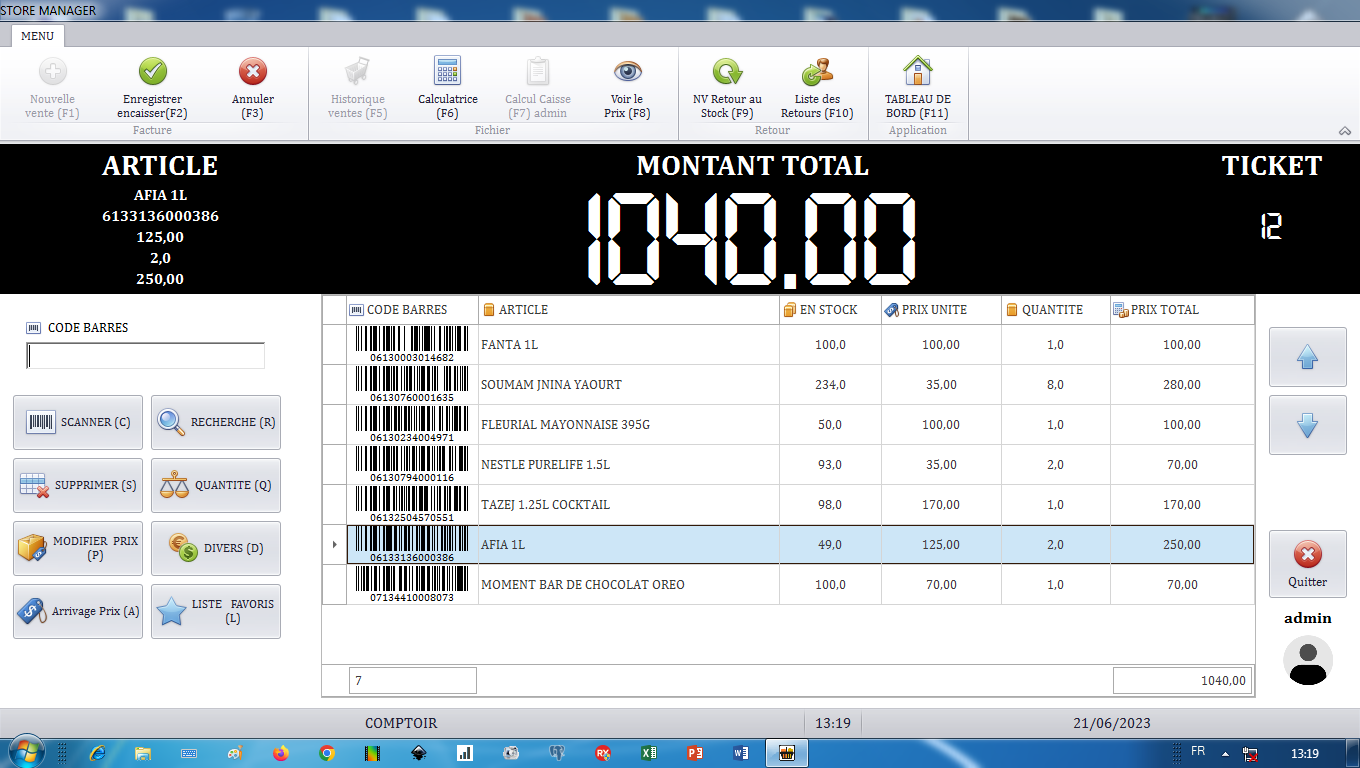 STORE MANAGER
MENU
Nouvelle vente (F1)
Enregistrer encaisser(F2)
Annuler (F3)
Facture
Historique ventes (F5)
Calculatrice (F6)
Calcul Caisse (F7) admin
Voir le Prix (F8)
Fichier
NV Retour au Stock (F9)
Liste des Retours (F10)
Retour
TABLEAU DE BORD (F11)
Application
ARTICLE
AFIA 1L
6133136000386
125,00
2,0
250,00
MONTANT TOTAL
1040.00
TICKET
12
CODE BARRES
SCANNER (C)
RECHERCHE (R)
SUPPRIMER (S)
QUANTITE (Q)
MODIFIER PRIX (P)
DIVERS (D)
Arrivage Prix (A)
LISTE FAVORIS (L)
CODE BARRES ARTICLE EN STOCK PRIX UNITE QUANTITE PRIX TOTAL
06130003014682 FANTA 1L 100,0 100,00 1,0 100,00
06130760001635 SOUMAM JNINA YAOURT 234,0 35,00 8,0 280,00
06130234004971 FLEURIAL MAYONNAISE 395G 50,0 100,00 1,0 100,00
06130794000116 NESTLE PURELIFE 1.5L 93,0 35,00 2,0 70,00
06132504570551 TAZEJ 1.25L COCKTAIL 98,0 170,00 1,0 170,00
06133136000386 AFIA 1L 49,0 125,00 2,0 250,00
07134410008073 MOMENT BAR DE CHOCOLAT OREO 100,0 70,00 1,0 70,00
7 1040,00
Quitter
admin
COMPTOIR 13:19 21/06/2023
FR 13:19